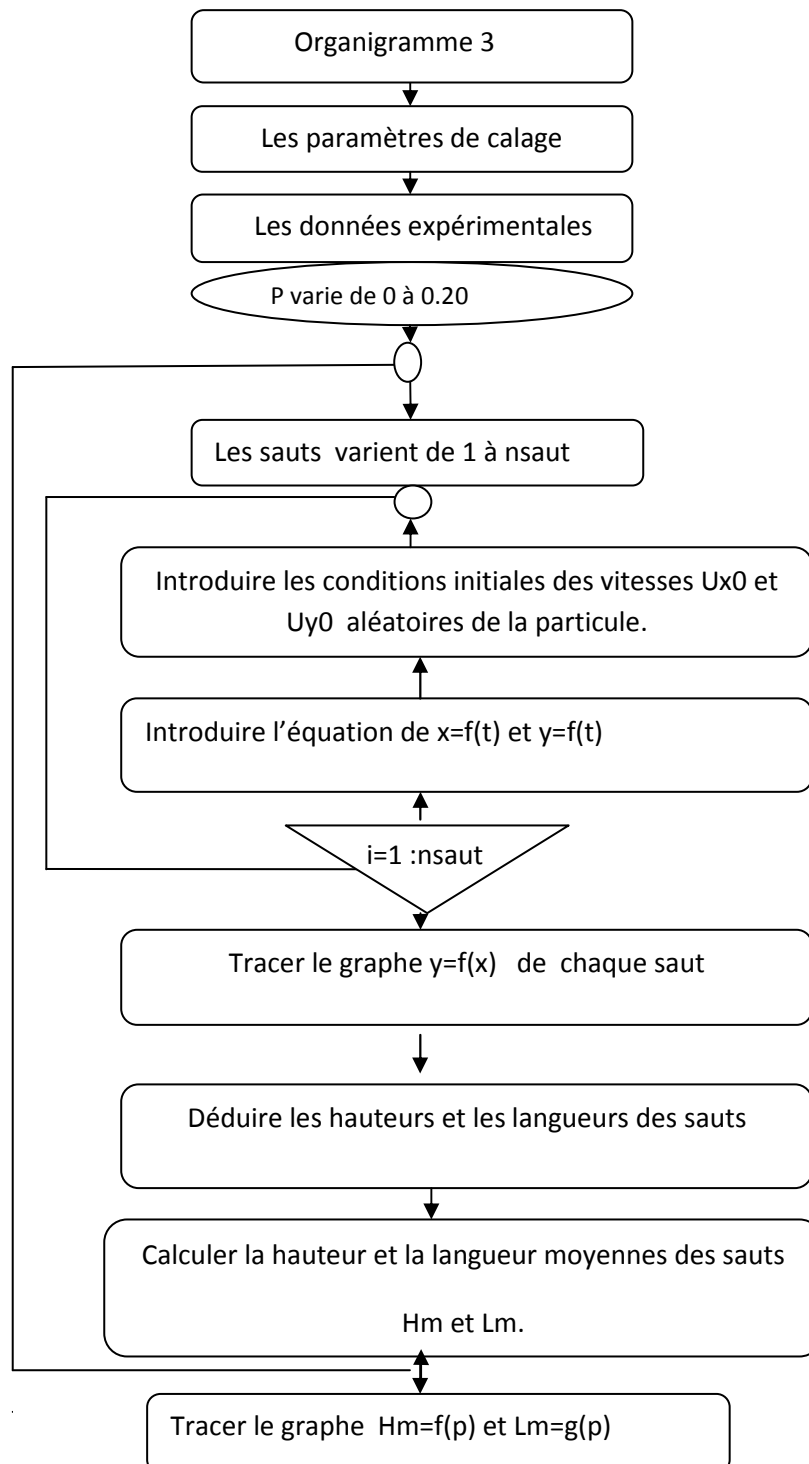 Organigramme 3
Les paramètres de calage
Les données expérimentales
P varie de 0 à 0.20
Les sauts varient de 1 à nsaut
Introduire les conditions initiales des vitesses Ux0 et
Uy0 aléatoires de la particule.
Introduire l’équation de x=f(t) et y=f(t)
i=1 :nsaut
Tracer le graphe y=f(x) de chaque saut
Déduire les hauteurs et les langueurs des sauts
Calculer la hauteur et la langueur moyennes des sauts
Hm et Lm.
Tracer le graphe Hm=f(p) et Lm=g(p)